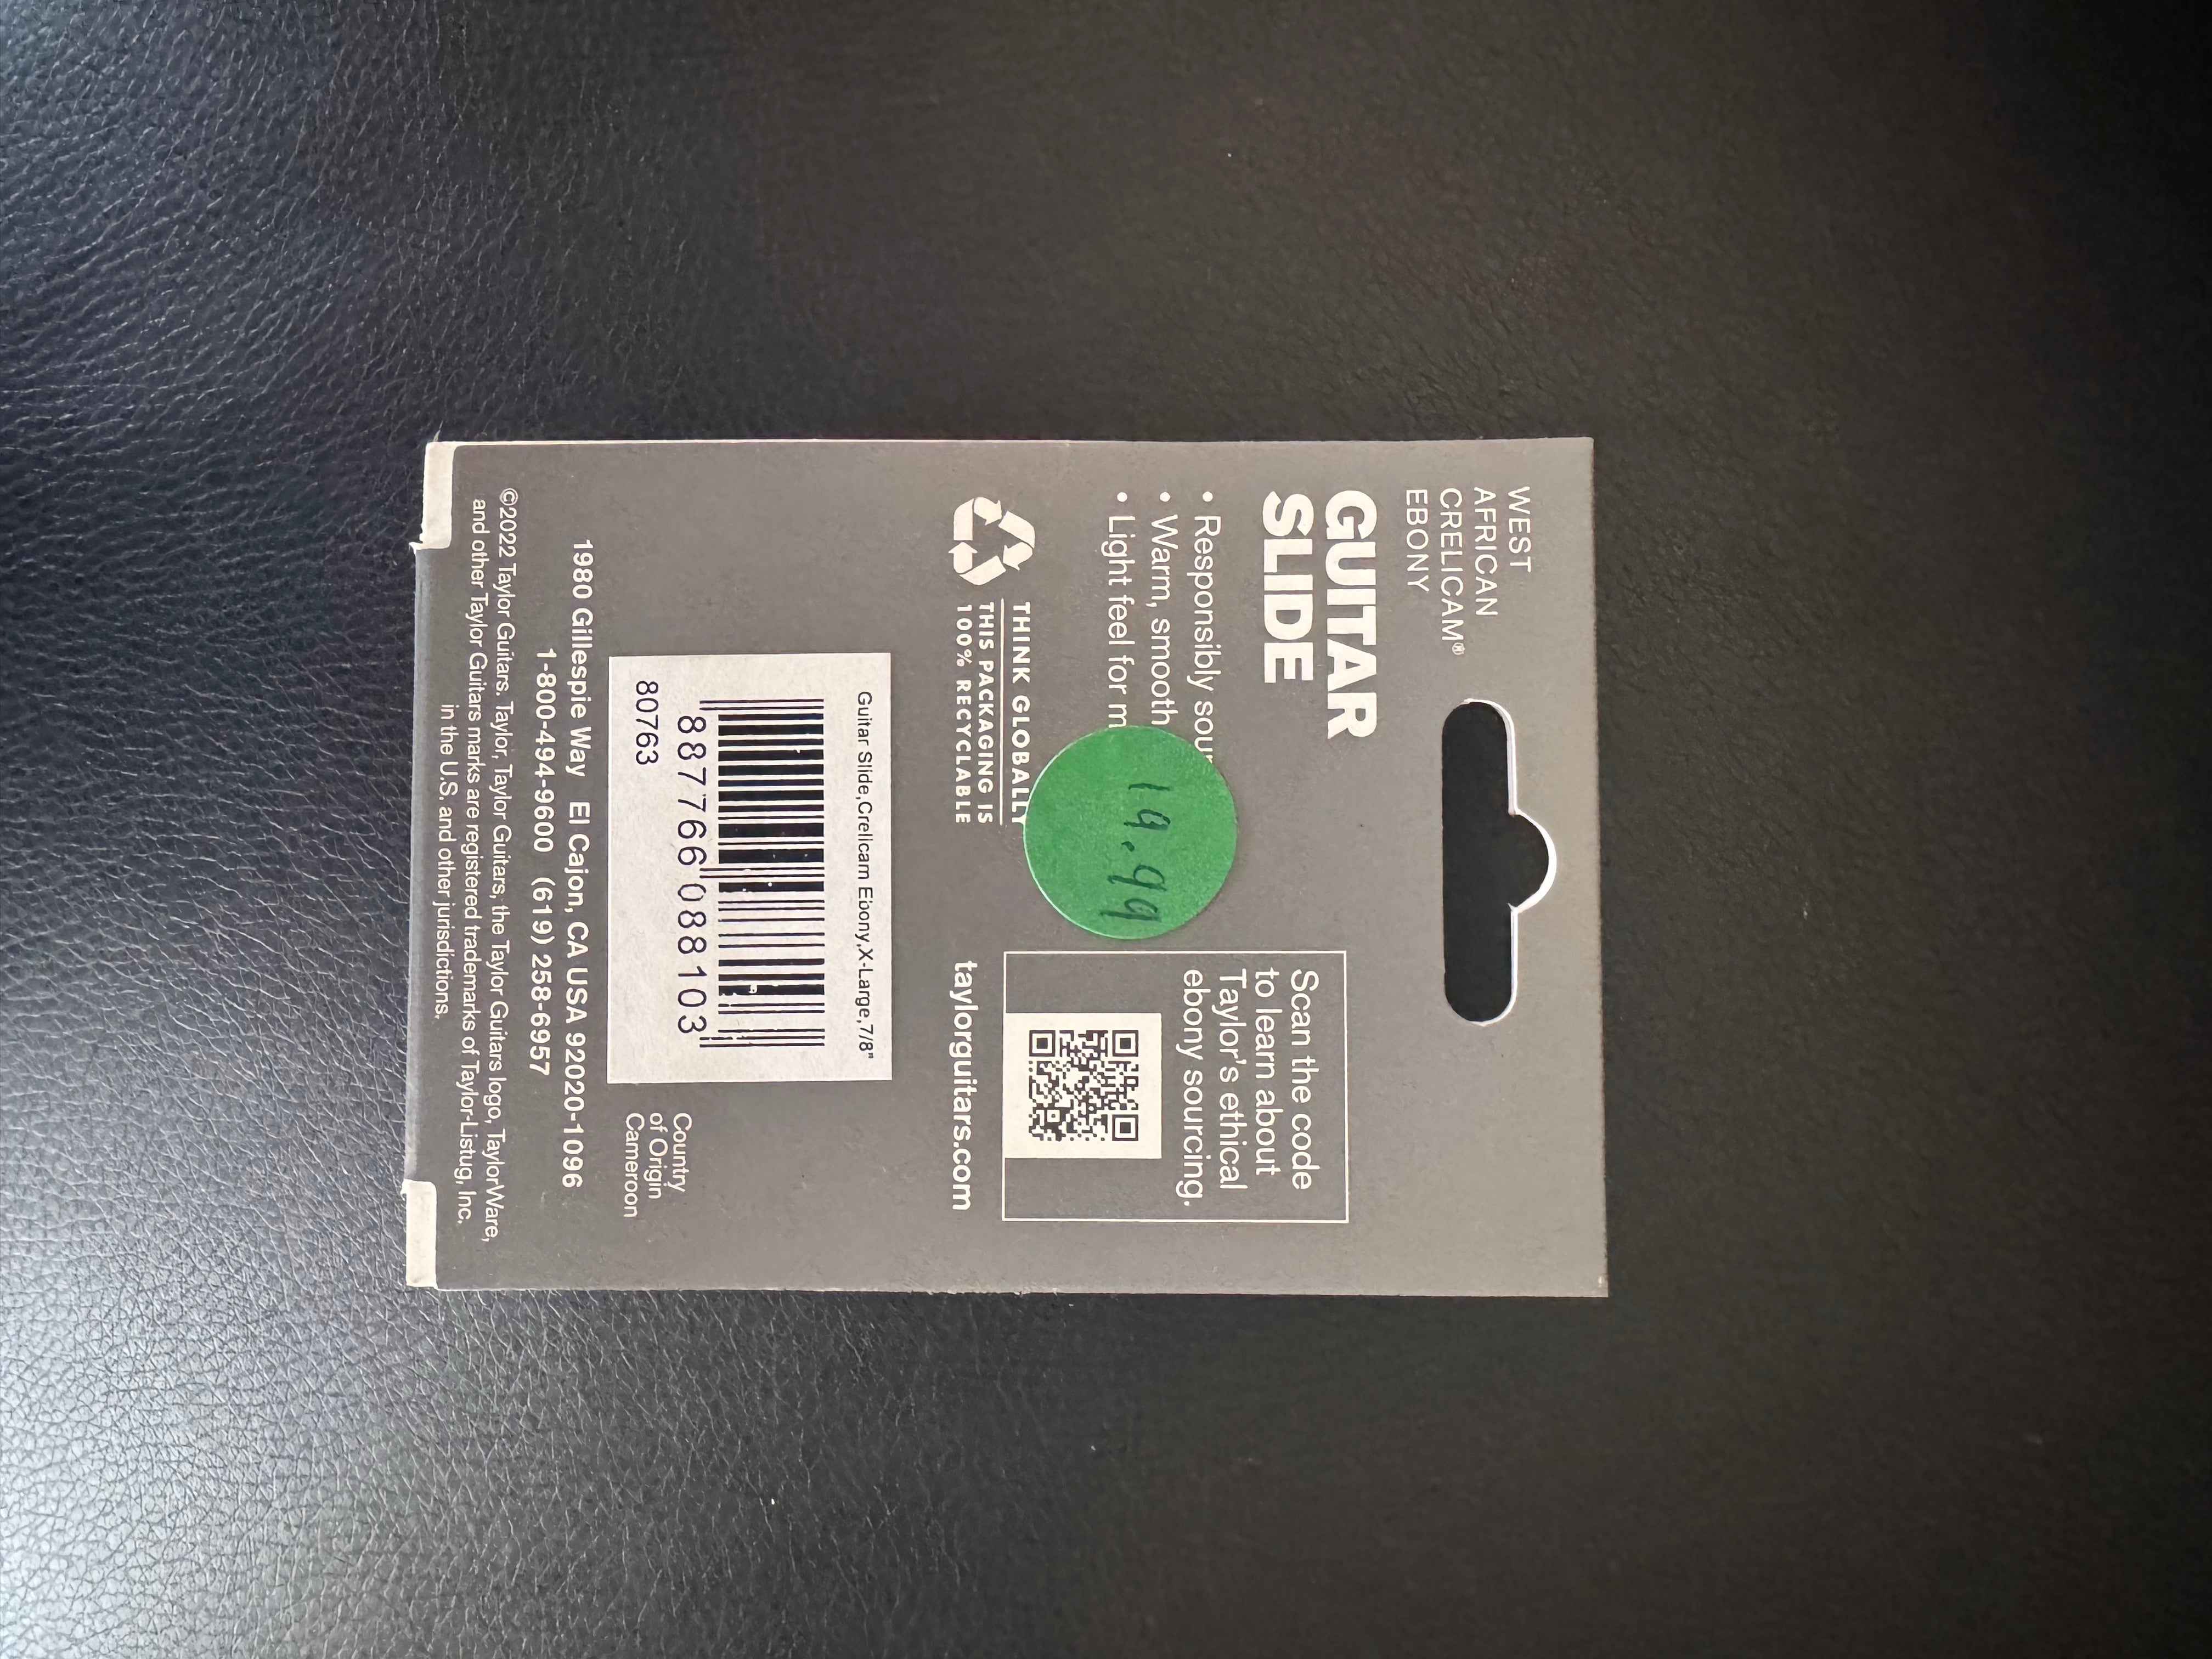 WEST
AFRICAN
CRELICAM®
EBONY
GUITAR
SLIDE
• Responsibly
• Warm, smooth
• Light feel for
19.99
Scan the code
to learn about
Taylor's ethical
ebony sourcing.
THINK GLOBALLY
THIS PACKAGING IS
100% RECYCLABLE
taylorguitars.com
Guitar Slide,Crelicam Ebony,X-Large,7/8"
887766088103
80763
Country
of Origin
Cameroon
1980 Gillespie Way El Cajon, CA USA 92020-1096
1-800-494-9600 (619) 258-6957
©2022 Taylor Guitars. Taylor, Taylor Guitars, the Taylor Guitars logo, TaylorWare,
and other Taylor Guitars marks are registered trademarks of Taylor-Listug, Inc.
in the U.S. and other jurisdictions.